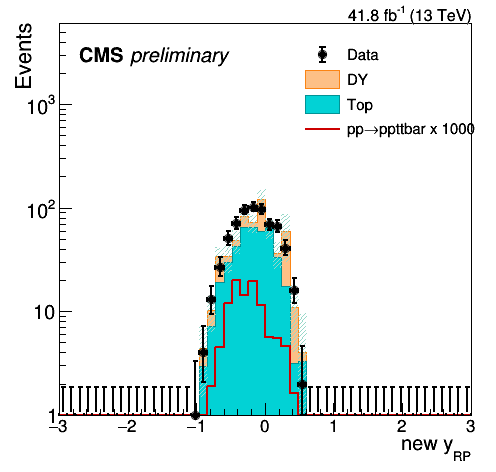 41.8 fb⁻¹ (13 TeV)
Events
CMS preliminary
Data
DY
Top
pp→ppttbar x 1000
10³
10²
10
1
−3 −2 −1 0 1 2 3
new y_RP